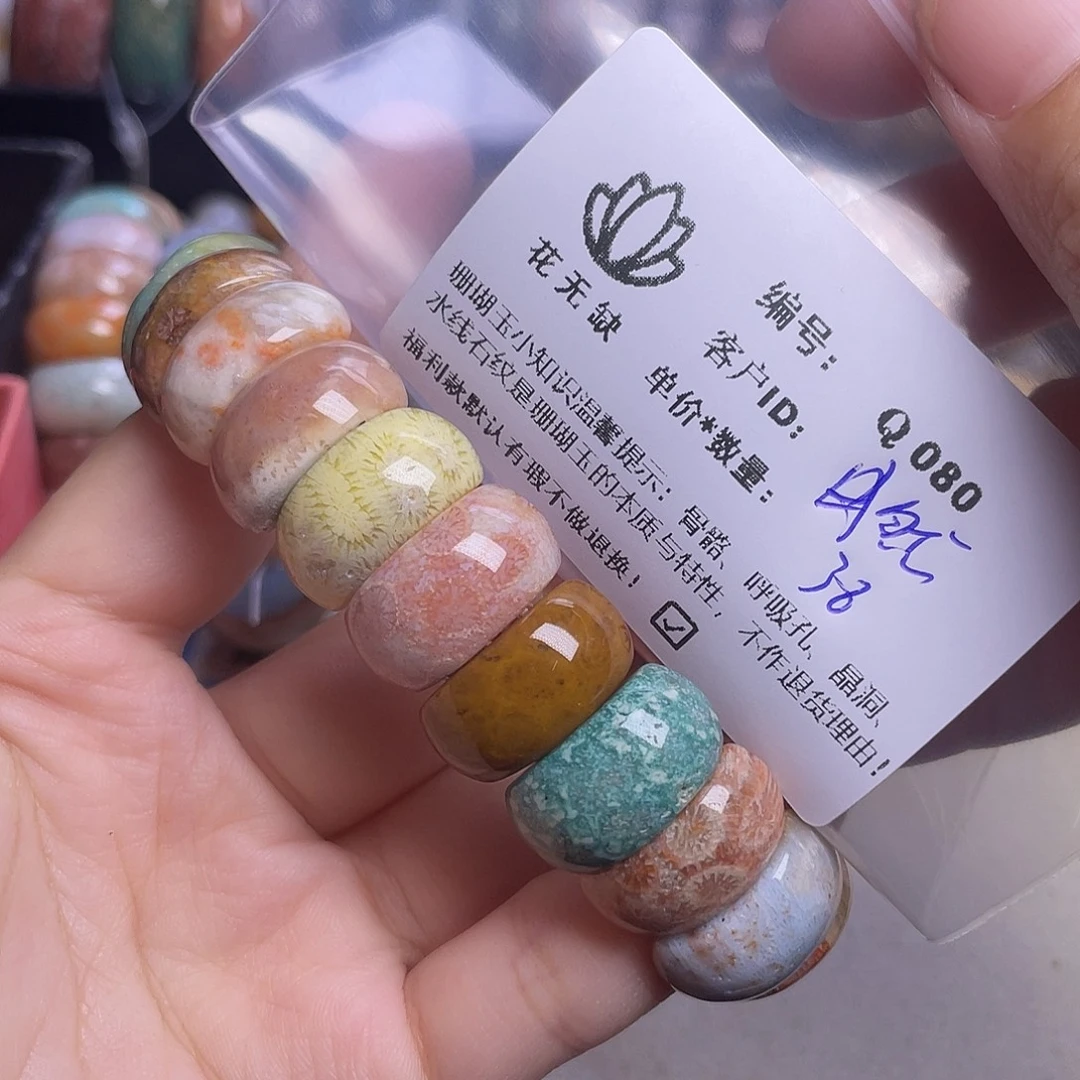 花无缺
编号: Q080
客户ID:
单价*数量: 38
珊瑚玉小知识温馨提示: 骨骼、呼吸孔、晶洞、
水线石纹是珊瑚玉的本质与特性, 不作退货理由!
福利款默认有瑕不做退换! ☑